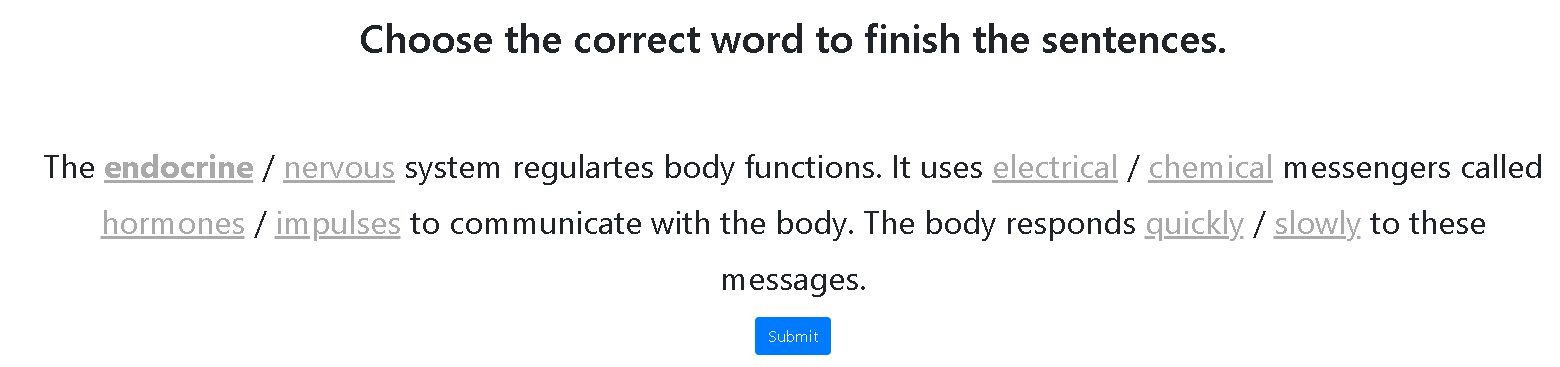 Choose the correct word to finish the sentences.
The endocrine / nervous system regulartes body functions. It uses electrical / chemical messengers called
hormones / impulses to communicate with the body. The body responds quickly / slowly to these
messages.
Submit